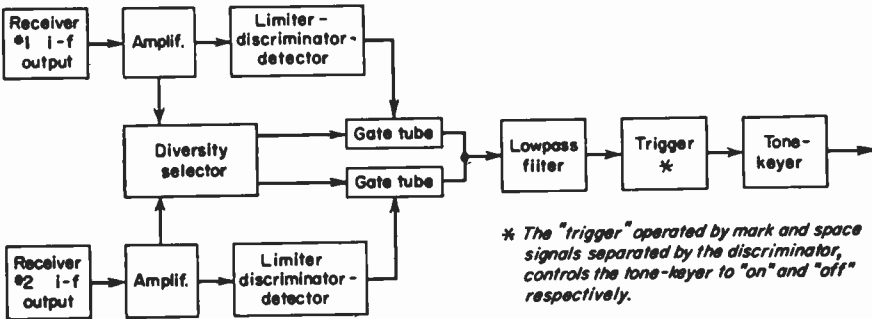 Receiver
#1 i-f
output
Amplif.
Limiter-
discriminator-
detector
Diversity
selector
Gate tube
Gate tube
Lowpass
fiiter
Trigger
*
Tone-
keyer
Receiver
#2 i-f
output
Amplif.
Limiter
discriminator-
detector
* The "trigger" operated by mark and space
signals separated by the discriminator,
controls the tone-keyer to "on" and "off"
respectively.